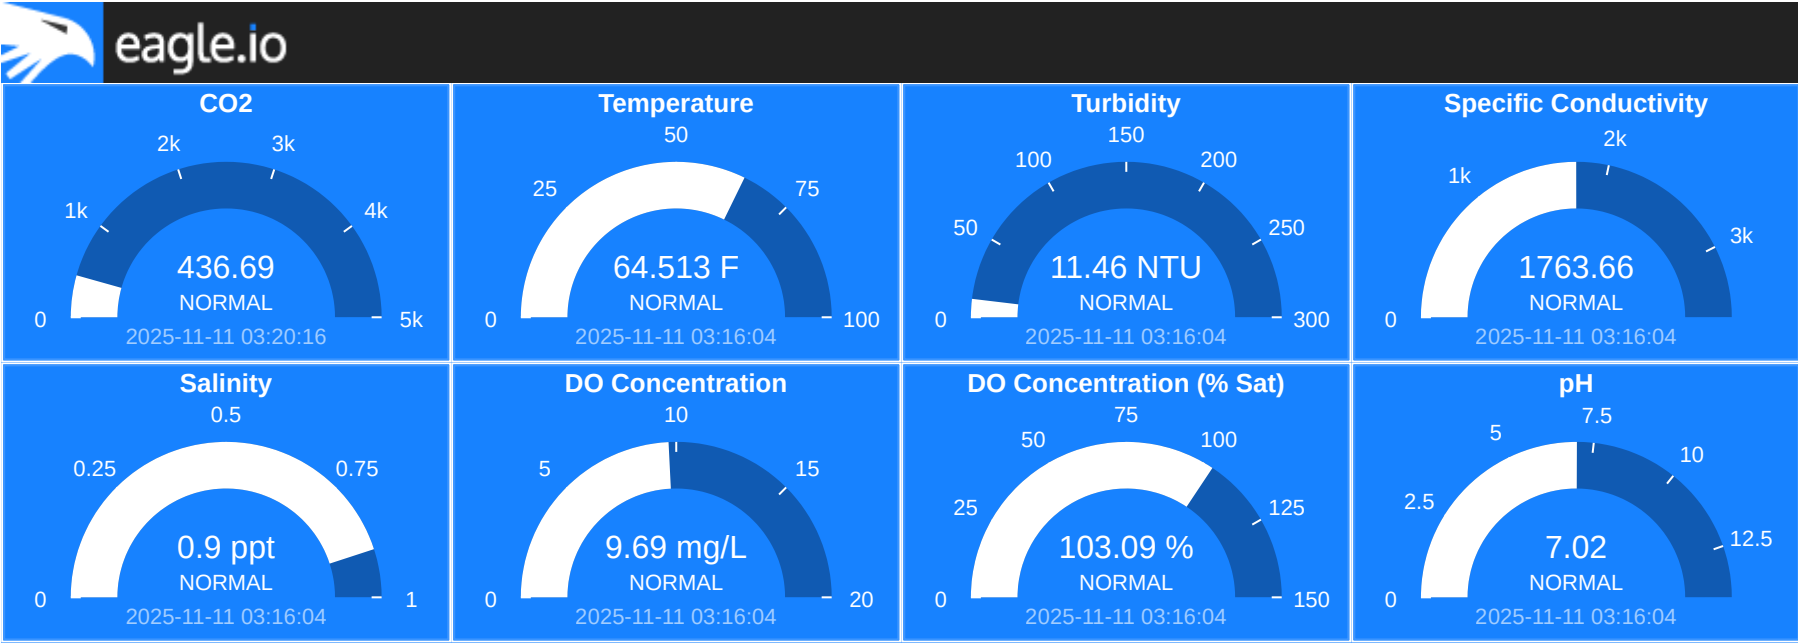 eagle.io
CO2
0
1k
2k
3k
4k
5k
436.69
NORMAL
2025-11-11 03:20:16
Temperature
0
25
50
75
100
64.513 F
NORMAL
2025-11-11 03:16:04
Turbidity
0
50
100
150
200
250
300
11.46 NTU
NORMAL
2025-11-11 03:16:04
Specific Conductivity
0
1k
2k
3k
1763.66
NORMAL
2025-11-11 03:16:04
Salinity
0
0.25
0.5
0.75
1
0.9 ppt
NORMAL
2025-11-11 03:16:04
DO Concentration
0
5
10
15
20
9.69 mg/L
NORMAL
2025-11-11 03:16:04
DO Concentration (% Sat)
0
25
50
75
100
125
150
103.09 %
NORMAL
2025-11-11 03:16:04
pH
0
2.5
5
7.5
10
12.5
7.02
NORMAL
2025-11-11 03:16:04